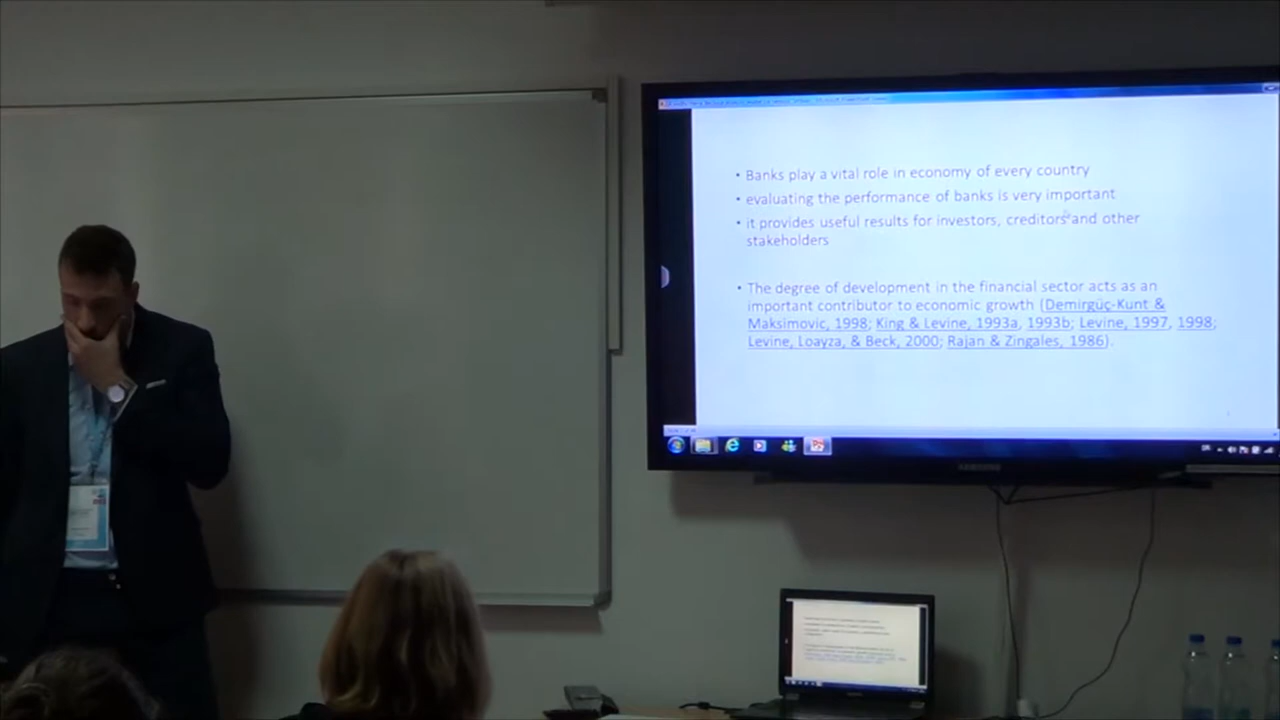 • Banks play a vital role in economy of every country
• evaluating the performance of banks is very important
• it provides useful results for investors, creditors and other
stakeholders
• The degree of development in the financial sector acts as an
important contributor to economic growth (Demirgüç-Kunt &
Maksimovic, 1998; King & Levine, 1993a, 1993b; Levine, 1997, 1998;
Levine, Loayza, & Beck, 2000; Rajan & Zingales, 1986).
SAMSUNG